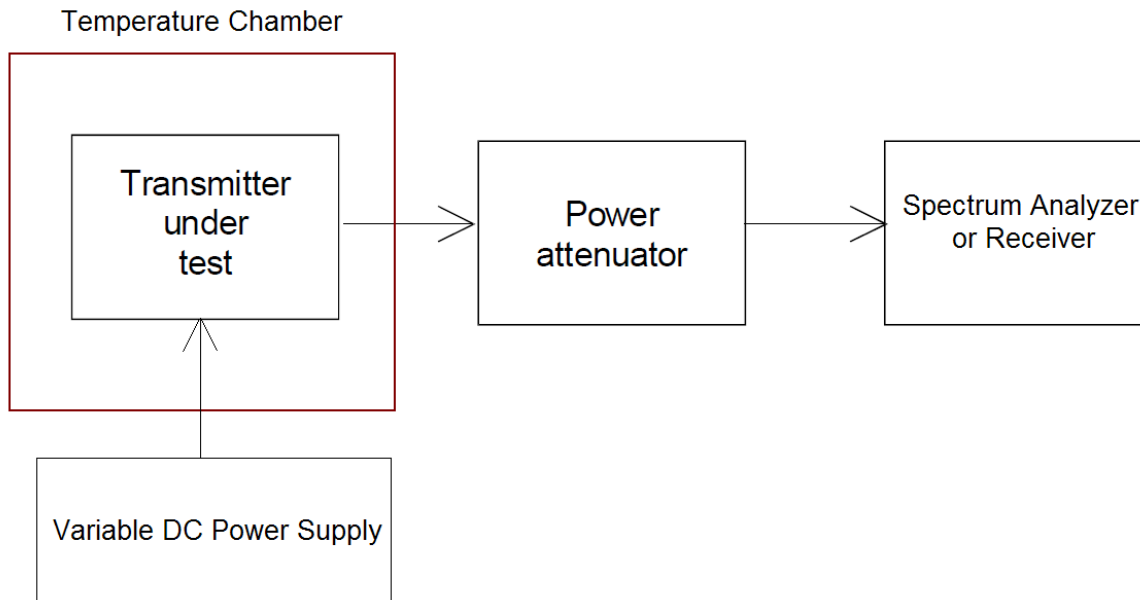 Temperature Chamber
Transmitter
under
test
Power
attenuator
Spectrum Analyzer
or Receiver
Variable DC Power Supply